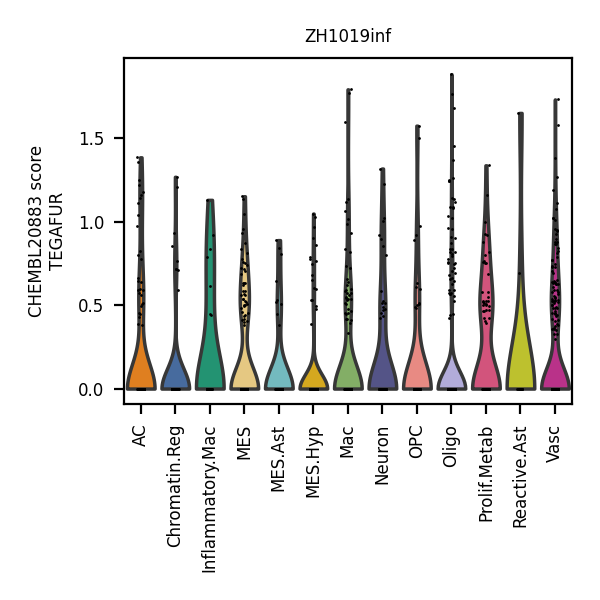 ZH1019inf
CHEMBL20883 score
TEGAFUR
1.5
1.0
0.5
0.0
AC
Chromatin.Reg
Inflammatory.Mac
MES
MES.Ast
MES.Hyp
Mac
Neuron
OPC
Oligo
Prolif.Metab
Reactive.Ast
Vasc